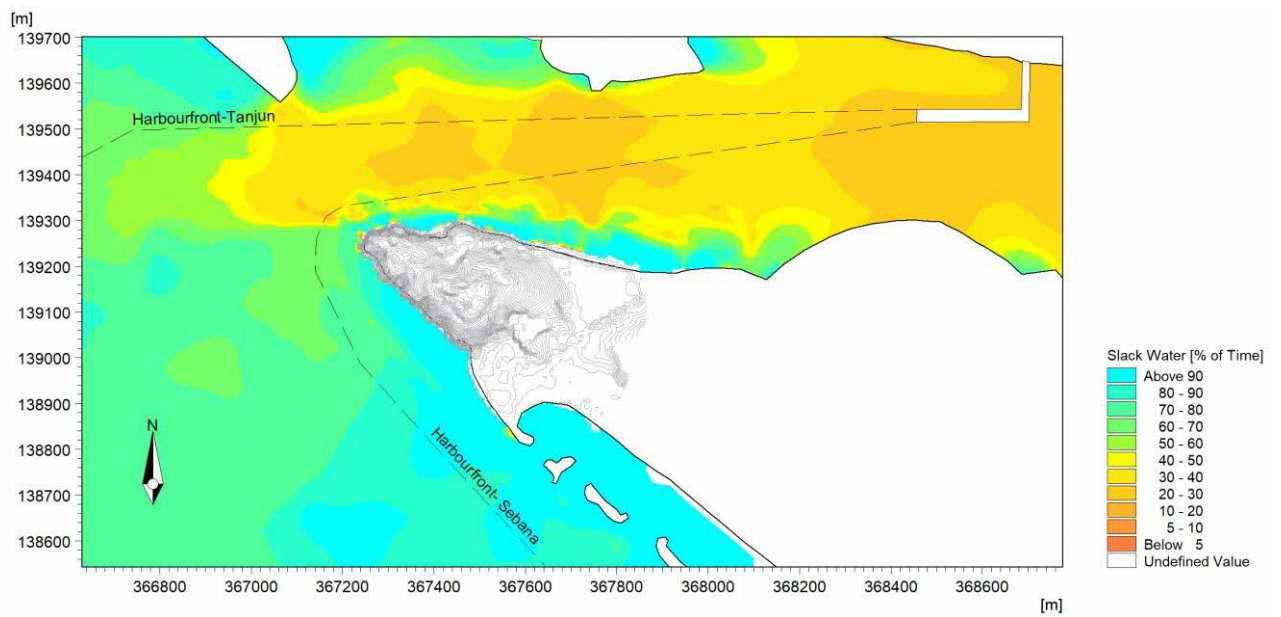 [m]
139700
139600
139500
139400
139300
139200
139100
139000
138900
138800
138700
138600
Harbourfront-Tanjun
Harbourfront- Sebana
N
366800
367000
367200
367400
367600
367800
368000
368200
368400
368600
[m]
Slack Water [% of Time]
Above 90
80 - 90
70 - 80
60 - 70
50 - 60
40 - 50
30 - 40
20 - 30
10 - 20
5 - 10
Below 5
Undefined Value